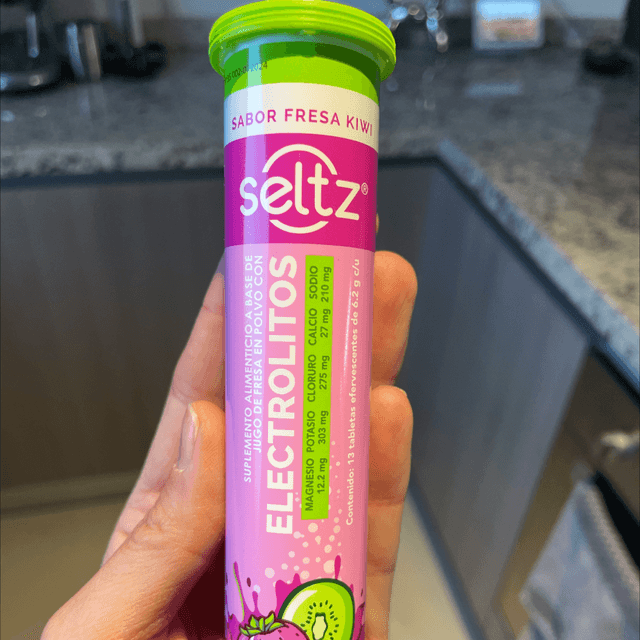 SABOR FRESA KIWI
seltz®
SUPLEMENTO ALIMENTICIO A BASE DE
JUGO DE FRESA EN POLVO CON
ELECTROLITOS
MAGNESIO POTASIO CLORURO CALCIO SODIO
12.2 mg 303 mg 275 mg 27 mg 210 mg
Contenido: 13 tabletas efervescentes de 6.2 g c/u